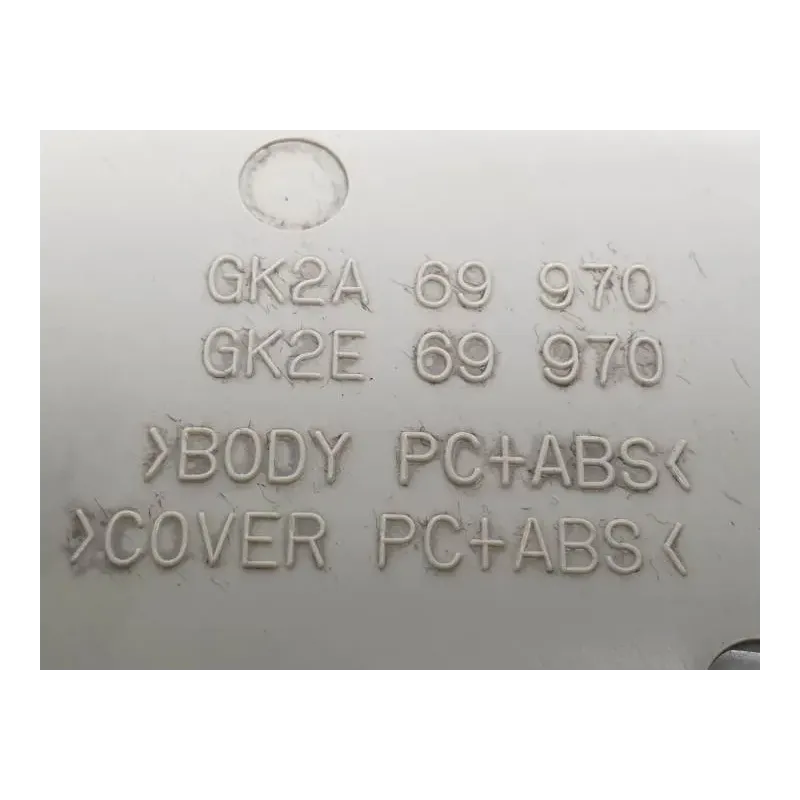 GK2A 69 970
GK2E 69 970
>BODY PC+ABS<
>COVER PC+ABS<